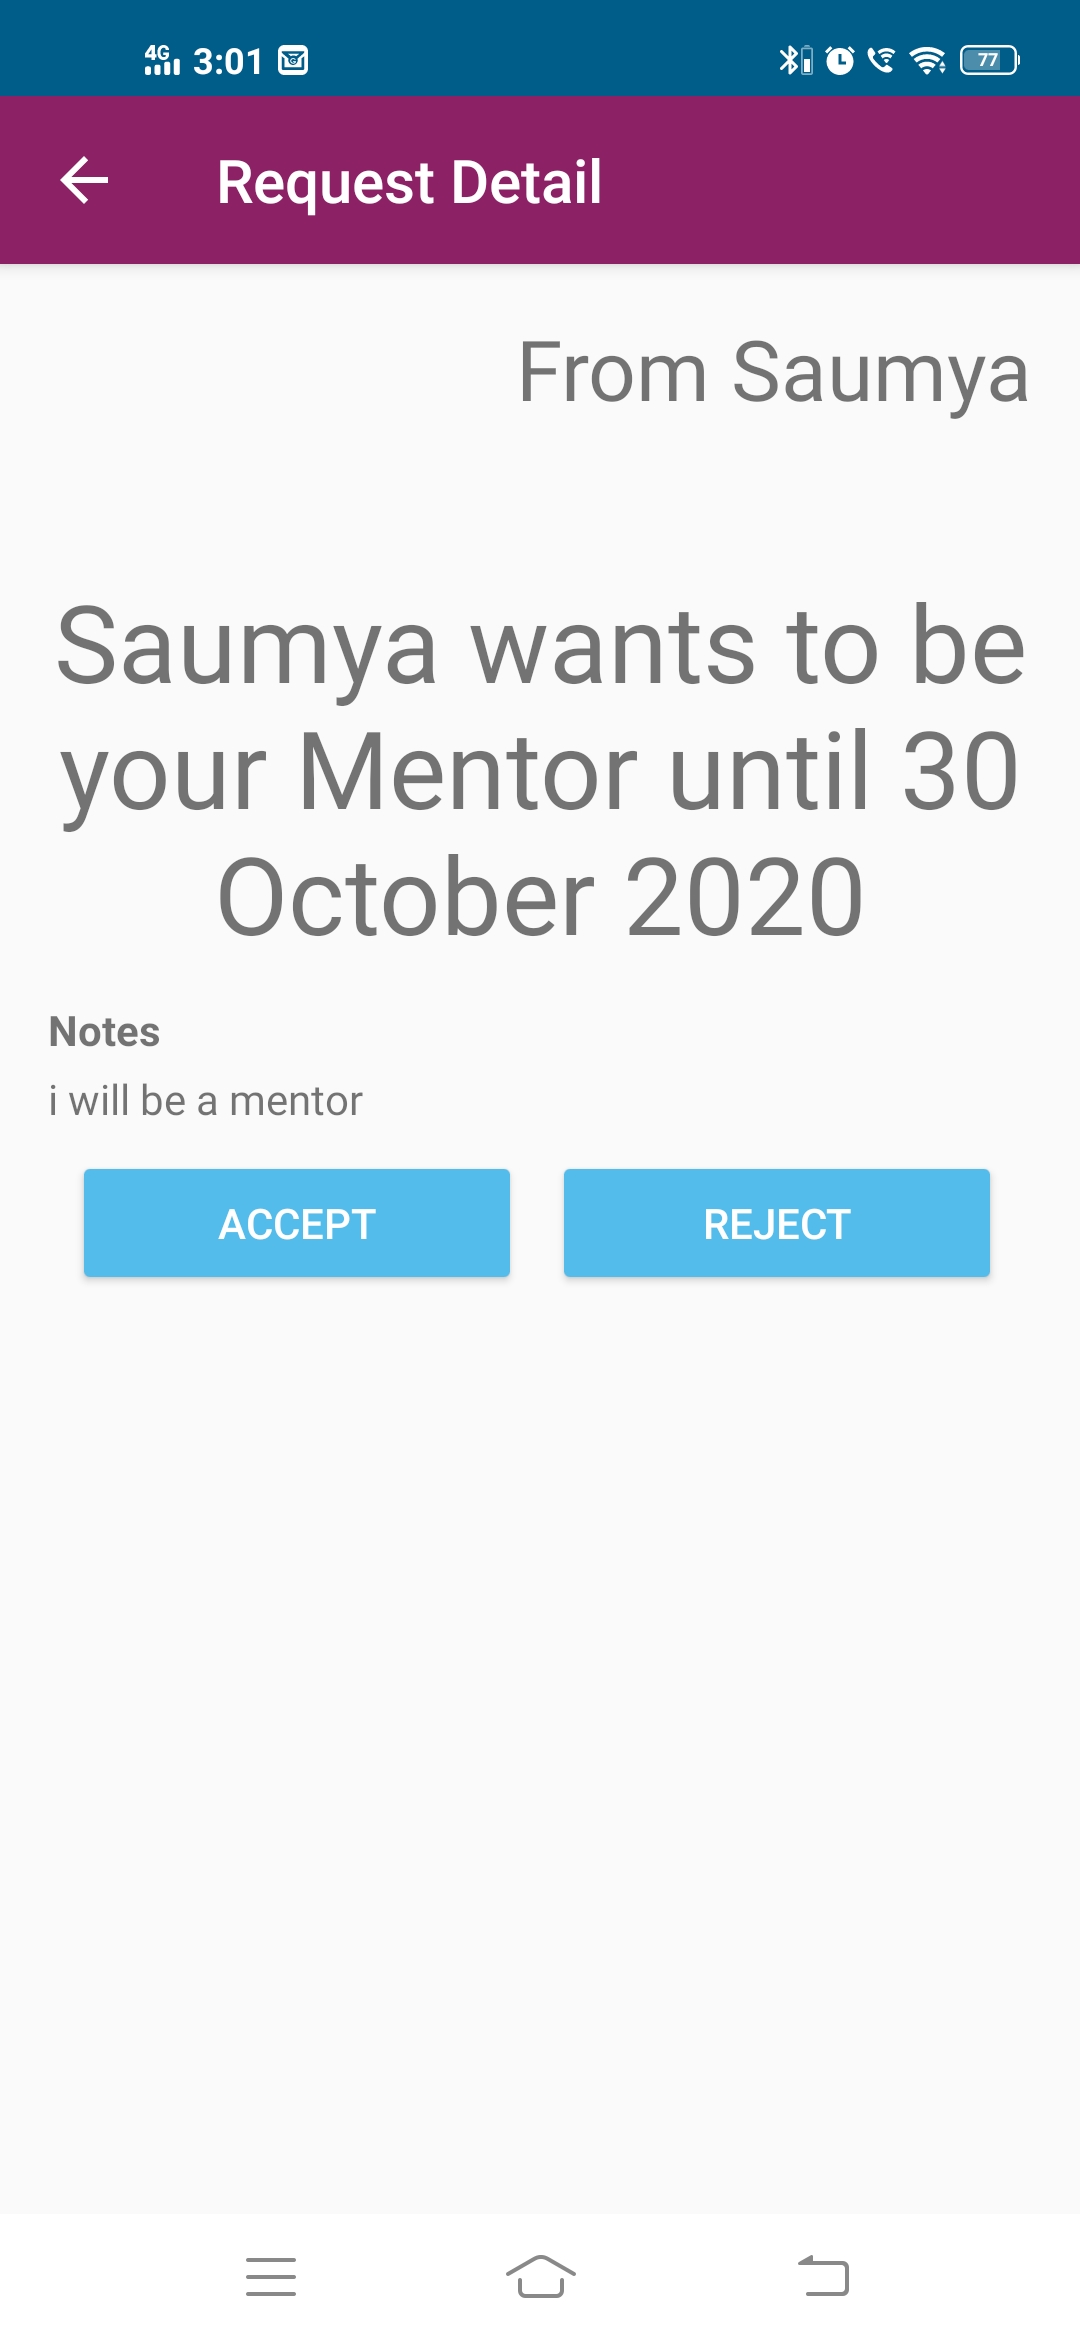 4G 3:01 77
Request Detail
From Saumya
Saumya wants to be
your Mentor until 30
October 2020
Notes
i will be a mentor
ACCEPT REJECT